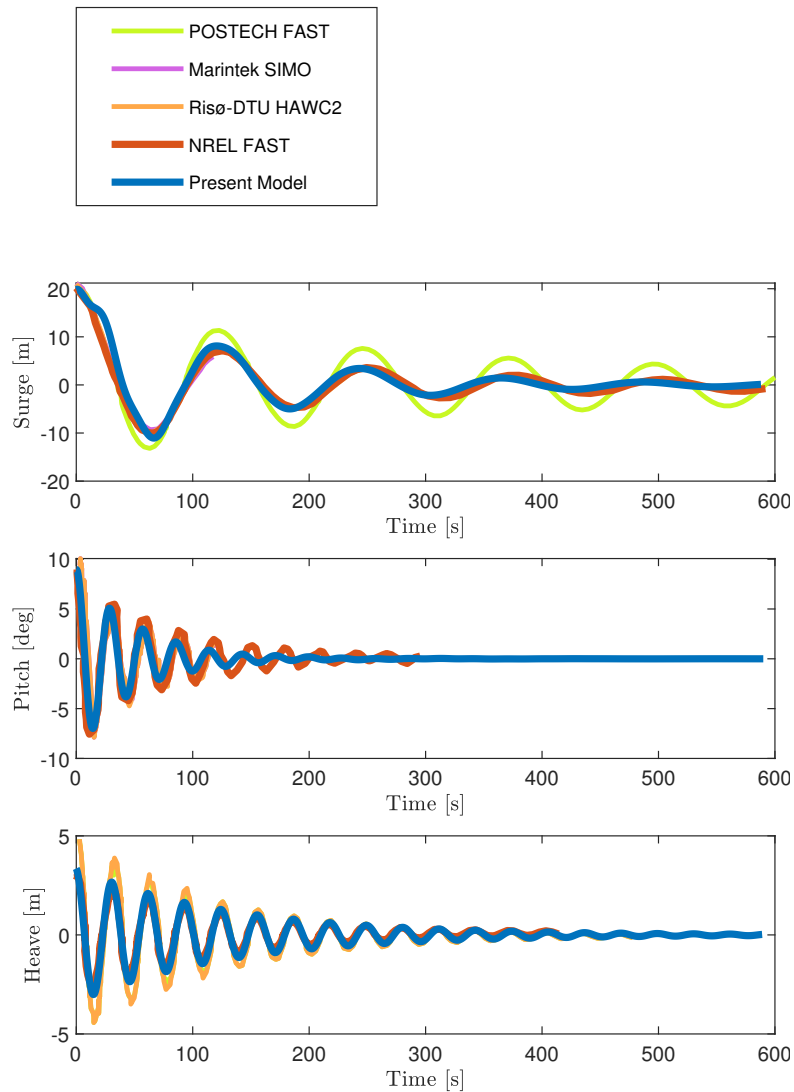 POSTECH FAST
Marintek SIMO
Risø-DTU HAWC2
NREL FAST
Present Model
20
10
0
-10
-20
Surge [m]
0 100 200 300 400 500 600
Time [s]
10
5
0
-5
-10
Pitch [deg]
0 100 200 300 400 500 600
Time [s]
5
0
-5
Heave [m]
0 100 200 300 400 500 600
Time [s]